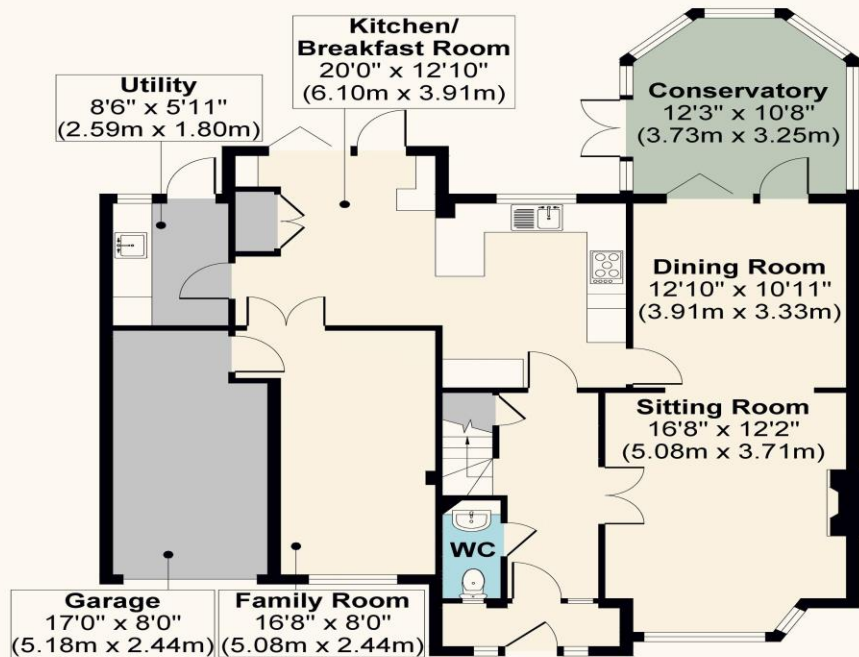 Kitchen/
Breakfast Room
20'0" x 12'10"
(6.10m x 3.91m)
Utility
8'6" x 5'11"
(2.59m x 1.80m)
Conservatory
12'3" x 10'8"
(3.73m x 3.25m)
Dining Room
12'10" x 10'11"
(3.91m x 3.33m)
Sitting Room
16'8" x 12'2"
(5.08m x 3.71m)
WC
Garage
17'0" x 8'0"
(5.18m x 2.44m)
Family Room
16'8" x 8'0"
(5.08m x 2.44m)